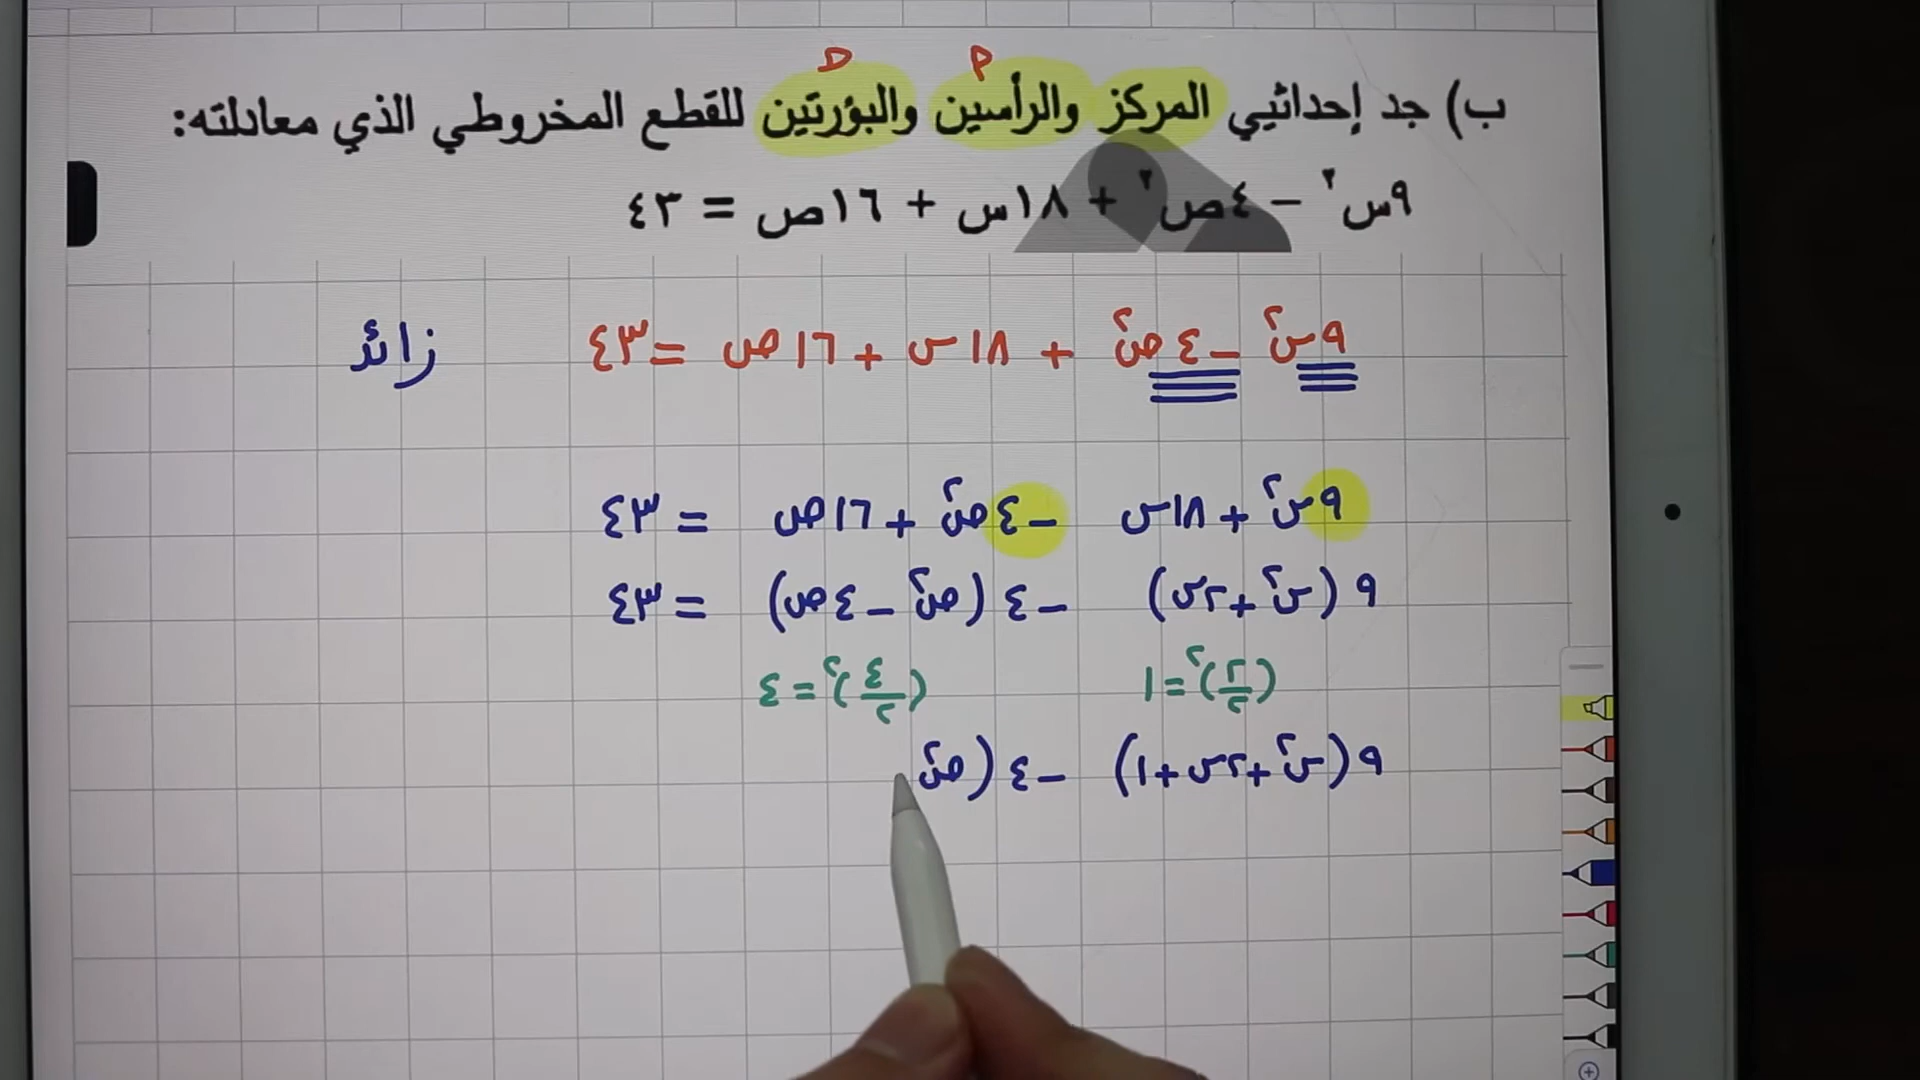 ب) جد إحداثيي المركز والرأسين والبؤرتين للقطع المخروطي الذي معادلته:
٩س٢ − ٤ص٢ + ١٨س + ١٦ص = ٤٣
٩س٢ − ٤ص٢ + ١٨س + ١٦ص = ٤٣ زائد
٩س٢ + ١٨س − ٤ص٢ + ١٦ص = ٤٣
٩(س٢ + ٢س) − ٤(ص٢ − ٤ص) = ٤٣
(٢/٢)٢ = ١ (٤/٢)٢ = ٤
٩(س٢ + ٢س + ١) − ٤(ص٢